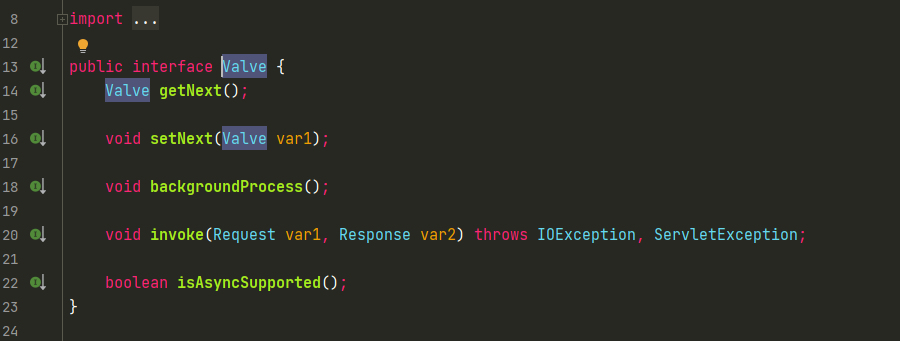 8 import ...
12
13 public interface Valve {
14 Valve getNext();
15
16 void setNext(Valve var1);
17
18 void backgroundProcess();
19
20 void invoke(Request var1, Response var2) throws IOException, ServletException;
21
22 boolean isAsyncSupported();
23 }
24